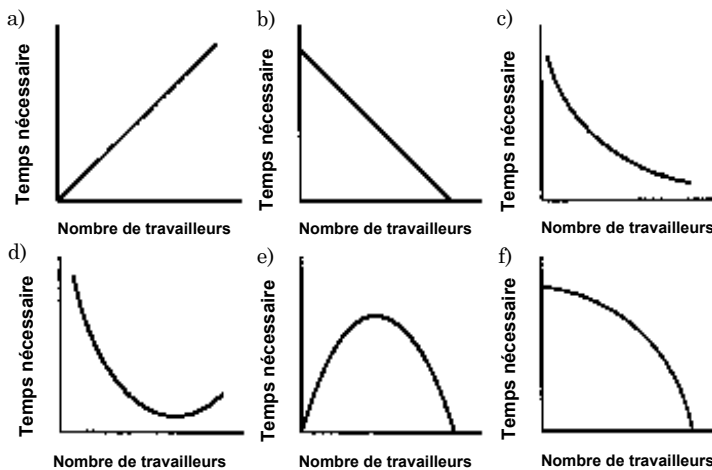 a)
Temps nécessaire
Nombre de travailleurs
b)
Temps nécessaire
Nombre de travailleurs
c)
Temps nécessaire
Nombre de travailleurs
d)
Temps nécessaire
Nombre de travailleurs
e)
Temps nécessaire
Nombre de travailleurs
f)
Temps nécessaire
Nombre de travailleurs